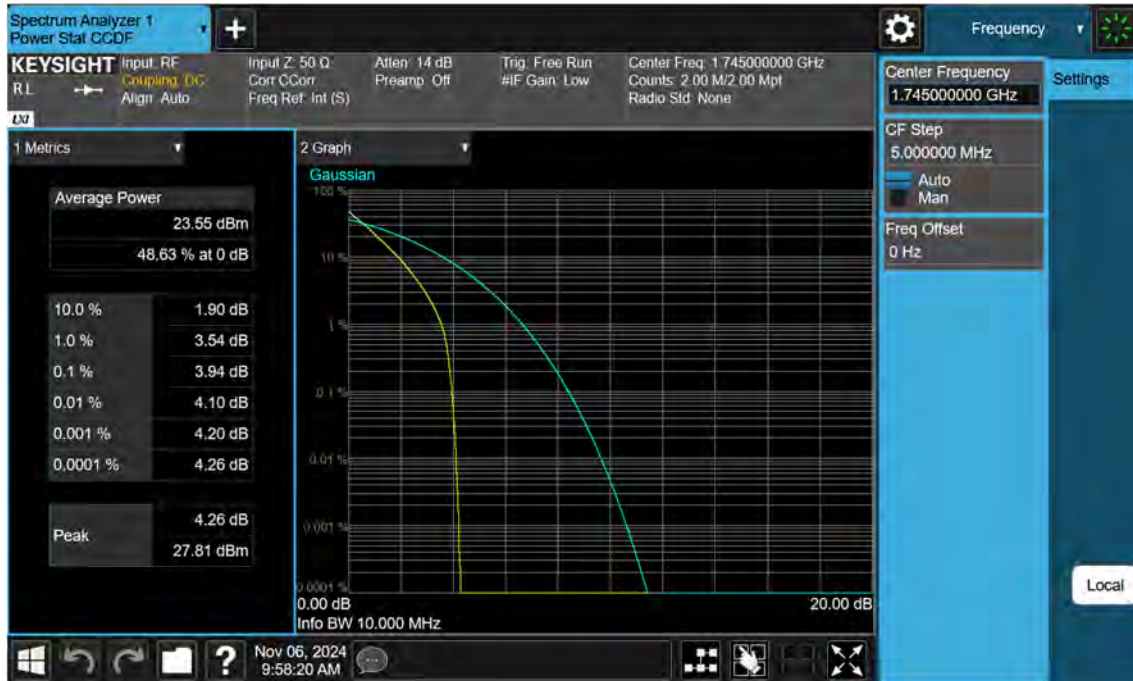 Spectrum Analyzer 1
Power Stat CCDF
+
Frequency
KEYSIGHT
Input: RF
Input Z: 50 Ω
Atten: 14 dB
Trig: Free Run
Center Freq: 1.745000000 GHz
RL
Coupling: DC
Corr CCorr
Preamp: Off
#IF Gain: Low
Counts: 2.00 M/2.00 Mpt
Align: Auto
Freq Ref: Int (S)
Radio Std: None
LXI
Center Frequency
1.745000000 GHz
Settings
CF Step
5.000000 MHz
Auto
Man
Freq Offset
0 Hz
1 Metrics
Average Power
23.55 dBm
48.63 % at 0 dB
10.0 % 1.90 dB
1.0 % 3.54 dB
0.1 % 3.94 dB
0.01 % 4.10 dB
0.001 % 4.20 dB
0.0001 % 4.26 dB
Peak
4.26 dB
27.81 dBm
2 Graph
Gaussian
100 %
10 %
1 %
0.1 %
0.01 %
0.001 %
0.0001 %
0.00 dB
20.00 dB
Info BW 10.000 MHz
Local
?
Nov 06, 2024
9:58:20 AM